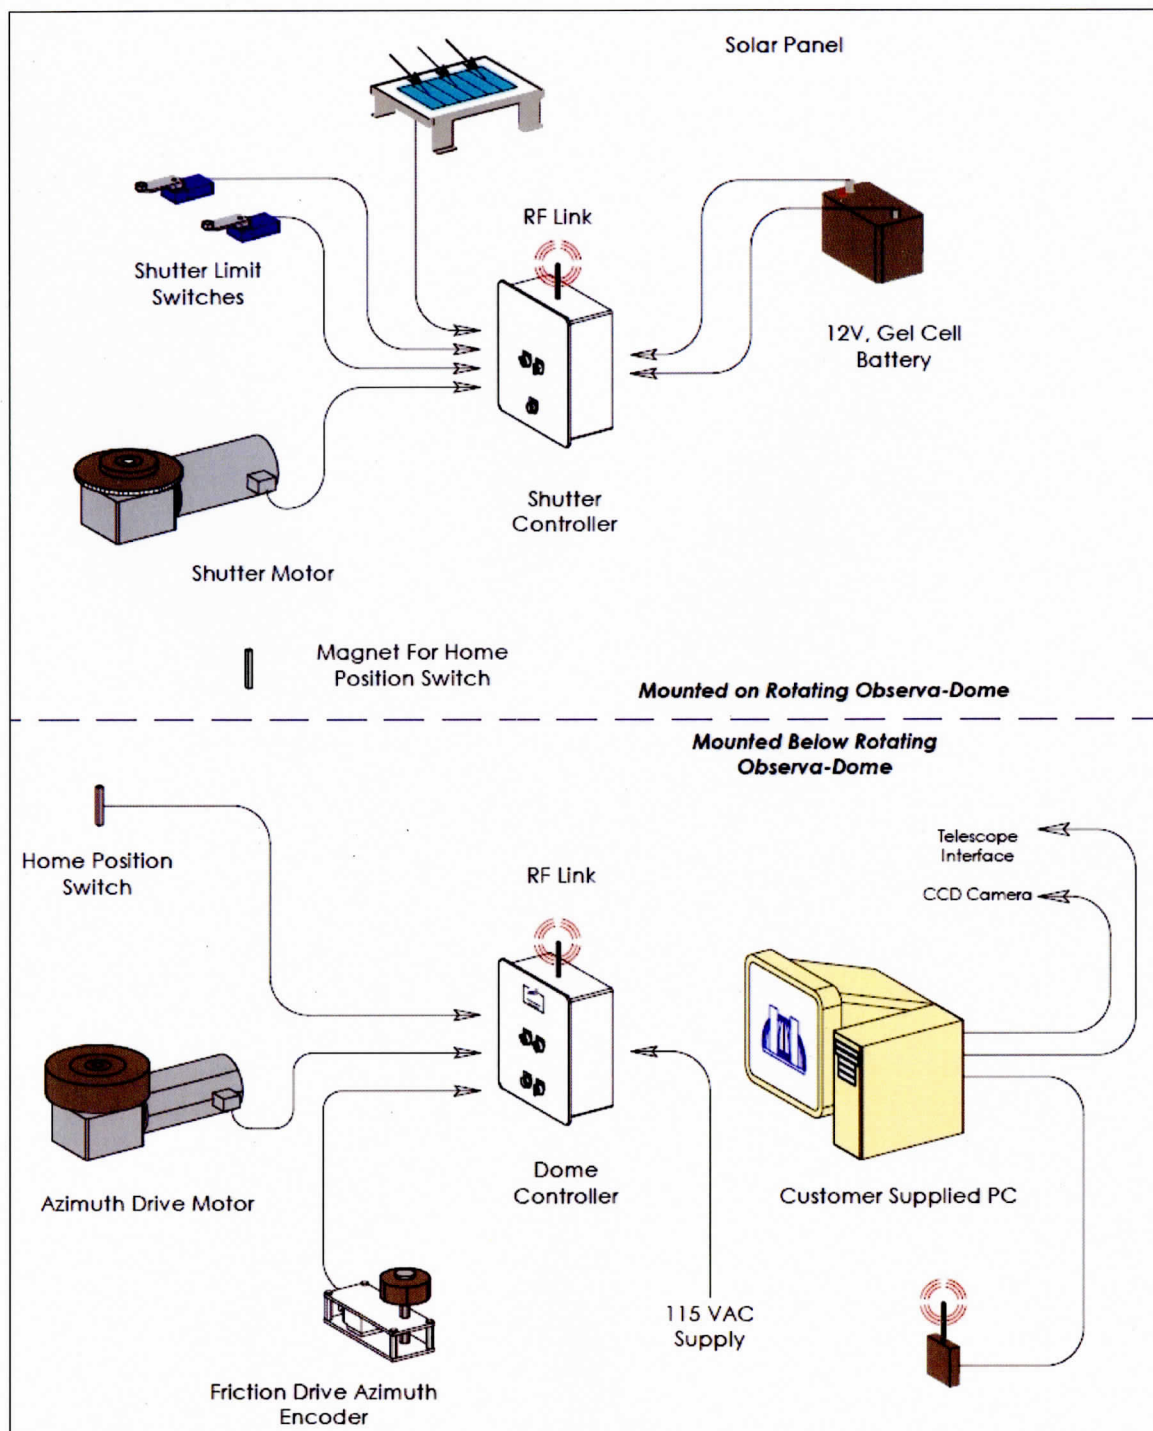 Solar Panel
RF Link
Shutter Limit
Switches
12V, Gel Cell
Battery
Shutter
Controller
Shutter Motor
Magnet For Home
Position Switch
Mounted on Rotating Observa-Dome
Mounted Below Rotating
Observa-Dome
Telescope
Interface
Home Position
Switch
RF Link
CCD Camera
Dome
Controller
Azimuth Drive Motor
Customer Supplied PC
115 VAC
Supply
Friction Drive Azimuth
Encoder